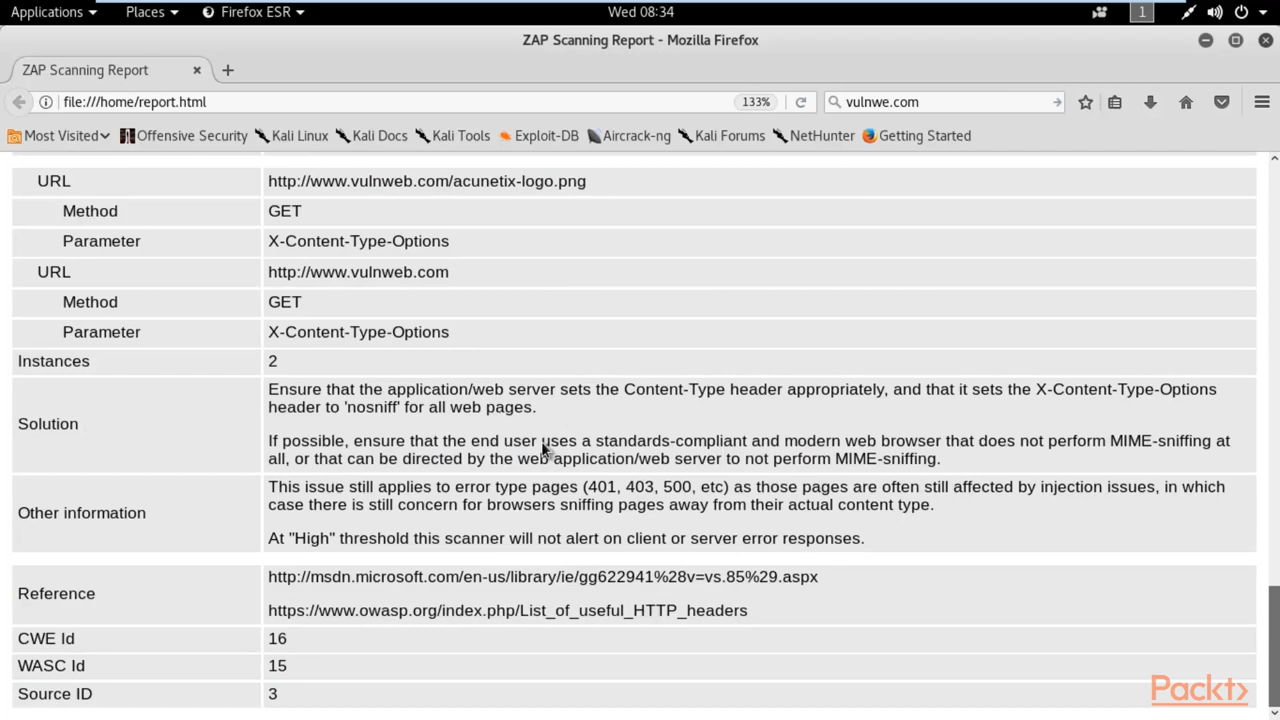 Applications Places Firefox ESR Wed 08:34 1
ZAP Scanning Report - Mozilla Firefox
ZAP Scanning Report × +
file:///home/report.html 133% vulnwe.com
Most Visited Offensive Security Kali Linux Kali Docs Kali Tools Exploit-DB Aircrack-ng Kali Forums NetHunter Getting Started
URL http://www.vulnweb.com/acunetix-logo.png
Method GET
Parameter X-Content-Type-Options
URL http://www.vulnweb.com
Method GET
Parameter X-Content-Type-Options
Instances 2
Solution
Ensure that the application/web server sets the Content-Type header appropriately, and that it sets the X-Content-Type-Options
header to 'nosniff' for all web pages.
If possible, ensure that the end user uses a standards-compliant and modern web browser that does not perform MIME-sniffing at
all, or that can be directed by the web application/web server to not perform MIME-sniffing.
Other information
This issue still applies to error type pages (401, 403, 500, etc) as those pages are often still affected by injection issues, in which
case there is still concern for browsers sniffing pages away from their actual content type.
At "High" threshold this scanner will not alert on client or server error responses.
Reference
http://msdn.microsoft.com/en-us/library/ie/gg622941%28v=vs.85%29.aspx
https://www.owasp.org/index.php/List_of_useful_HTTP_headers
CWE Id 16
WASC Id 15
Source ID 3
Packt>